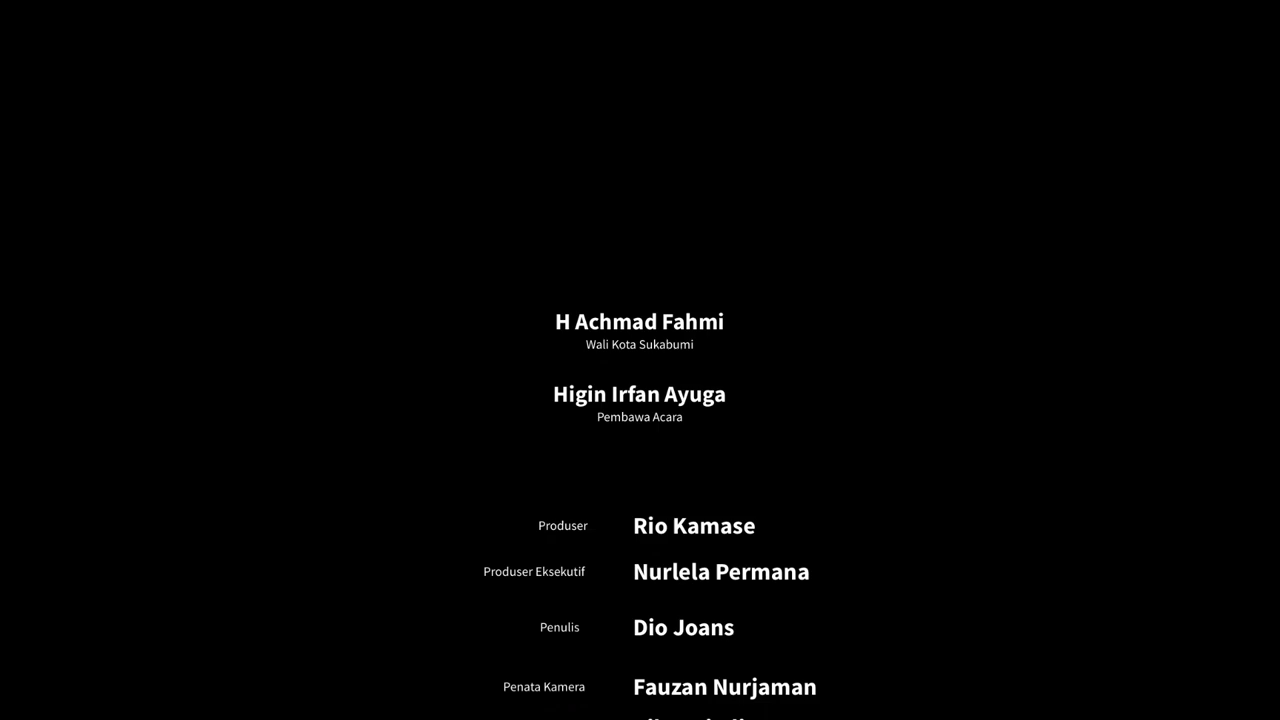 H Achmad Fahmi
Wali Kota Sukabumi
Higin Irfan Ayuga
Pembawa Acara
Produser Rio Kamase
Produser Eksekutif Nurlela Permana
Penulis Dio Joans
Penata Kamera Fauzan Nurjaman